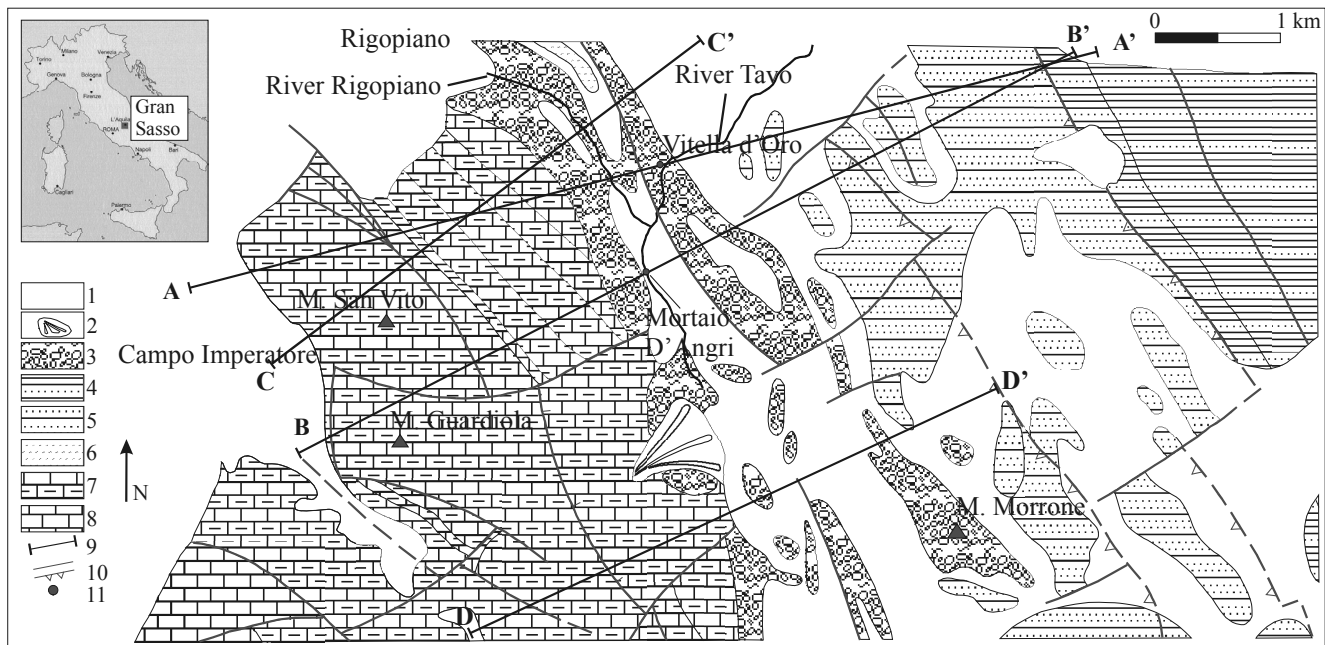 Milano
Venezia
Torino
Genova
Bologna
Firenze
L'Aquila
ROMA
Gran
Sasso
Napoli
Bari
Cagliari
Palermo
Rigopiano
River Rigopiano
C'
River Tavo
Vitella d'Oro
B'
A'
0
1 km
A
M. San Vito
Mortaio
D' Angri
Campo Imperatore
C
D'
B
M. Guardiola
M. Morrone
D
1
2
3
4
5
6
7
8
9
10
11
N